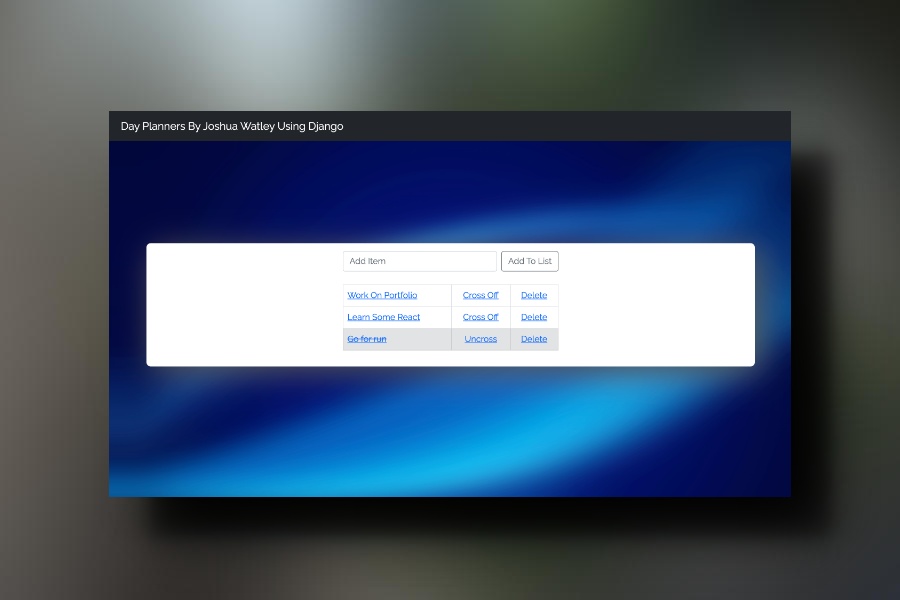 Day Planners By Joshua Watley Using Django
Add Item Add To List
Work On Portfolio Cross Off Delete
Learn Some React Cross Off Delete
Go for run Uncross Delete